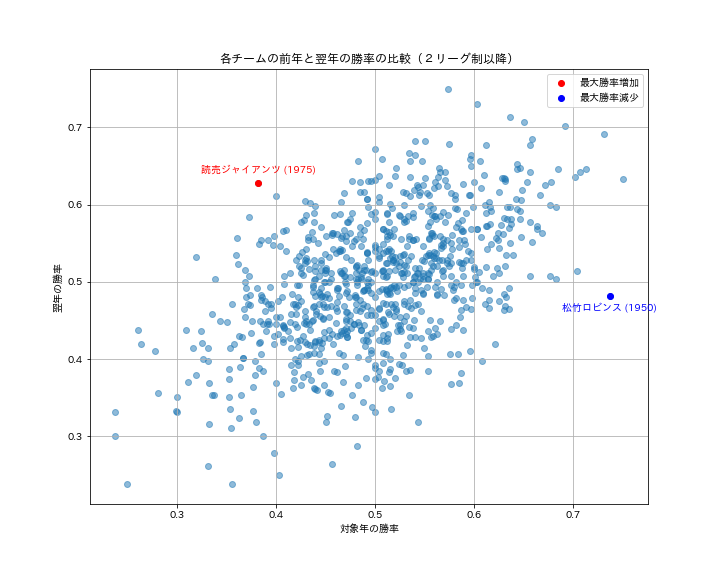 各チームの前年と翌年の勝率の比較（２リーグ制以降）
最大勝率増加
最大勝率減少
0.7
読売ジャイアンツ (1975)
0.6
0.5
翌年の勝率
松竹ロビンス (1950)
0.4
0.3
0.3 0.4 0.5 0.6 0.7
対象年の勝率